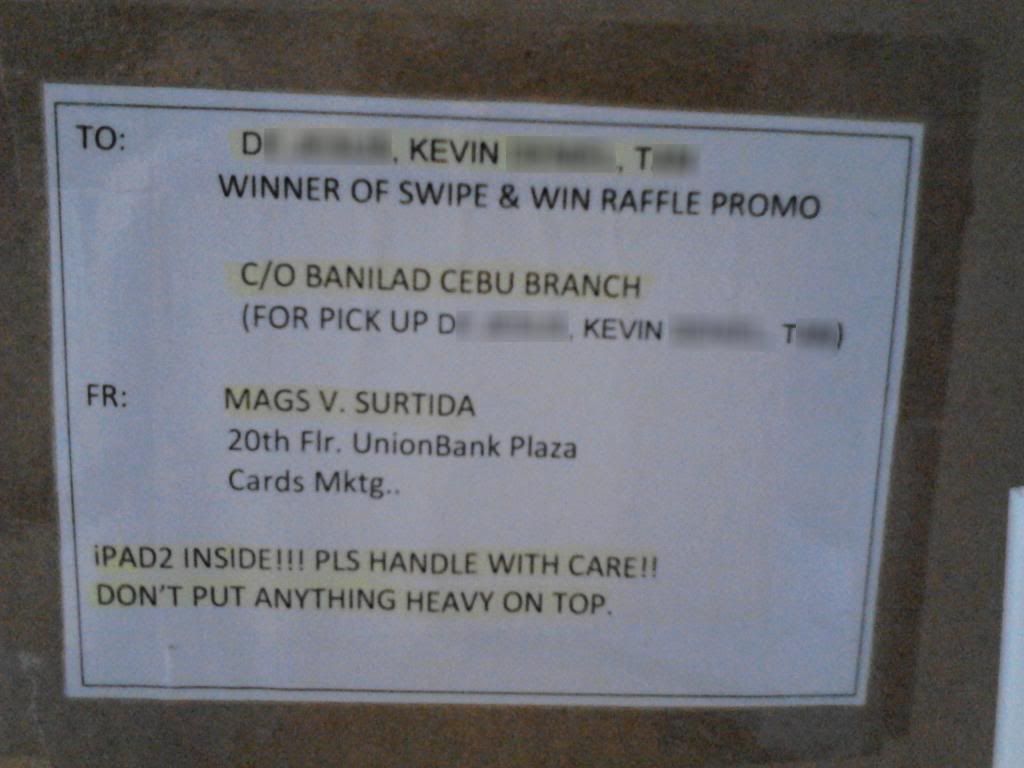 TO: D , KEVIN , T
WINNER OF SWIPE & WIN RAFFLE PROMO
C/O BANILAD CEBU BRANCH
(FOR PICK UP D , KEVIN T )
FR: MAGS V. SURTIDA
20th Flr. UnionBank Plaza
Cards Mktg..
iPAD2 INSIDE!!! PLS HANDLE WITH CARE!!
DON'T PUT ANYTHING HEAVY ON TOP.